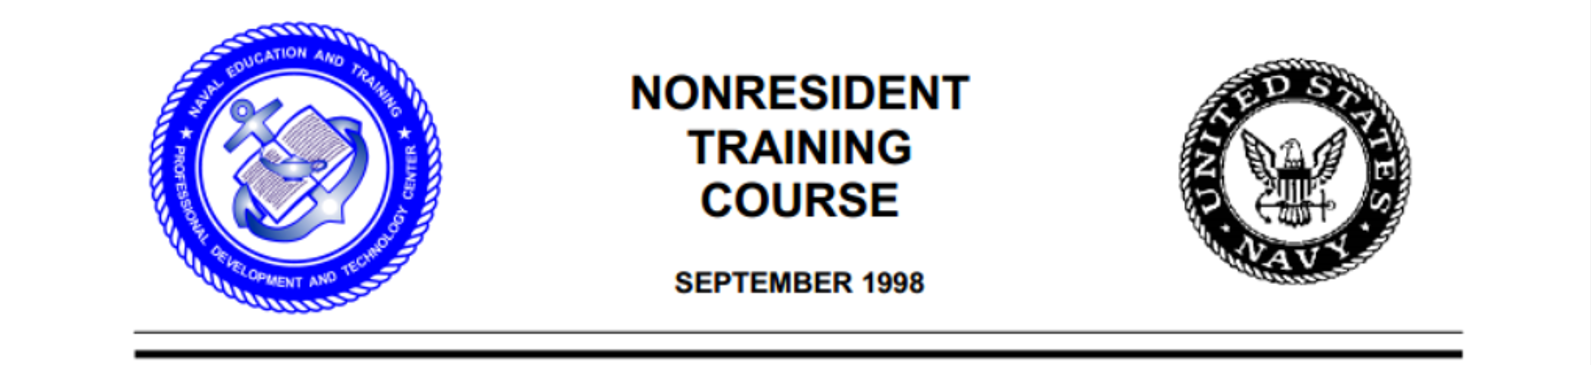 NAVAL EDUCATION AND TRAINING
PROFESSIONAL DEVELOPMENT AND TECHNOLOGY CENTER
NONRESIDENT
TRAINING
COURSE
SEPTEMBER 1998
UNITED STATES
NAVY